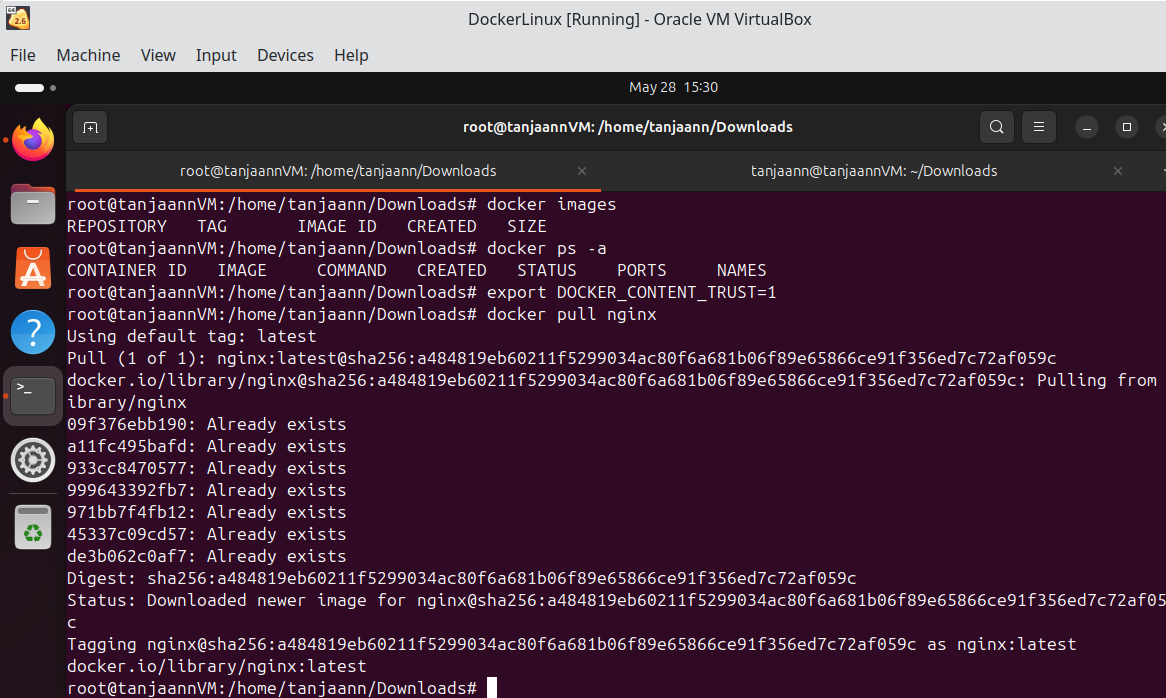 64
2.6
DockerLinux [Running] - Oracle VM VirtualBox
File Machine View Input Devices Help
May 28 15:30
root@tanjaannVM: /home/tanjaann/Downloads
root@tanjaannVM: /home/tanjaann/Downloads
tanjaann@tanjaannVM: ~/Downloads
root@tanjaannVM:/home/tanjaann/Downloads# docker images
REPOSITORY   TAG       IMAGE ID   CREATED   SIZE
root@tanjaannVM:/home/tanjaann/Downloads# docker ps -a
CONTAINER ID   IMAGE     COMMAND   CREATED   STATUS    PORTS     NAMES
root@tanjaannVM:/home/tanjaann/Downloads# export DOCKER_CONTENT_TRUST=1
root@tanjaannVM:/home/tanjaann/Downloads# docker pull nginx
Using default tag: latest
Pull (1 of 1): nginx:latest@sha256:a484819eb60211f5299034ac80f6a681b06f89e65866ce91f356ed7c72af059c
docker.io/library/nginx@sha256:a484819eb60211f5299034ac80f6a681b06f89e65866ce91f356ed7c72af059c: Pulling from
ibrary/nginx
09f376ebb190: Already exists
a11fc495bafd: Already exists
933cc8470577: Already exists
999643392fb7: Already exists
971bb7f4fb12: Already exists
45337c09cd57: Already exists
de3b062c0af7: Already exists
Digest: sha256:a484819eb60211f5299034ac80f6a681b06f89e65866ce91f356ed7c72af059c
Status: Downloaded newer image for nginx@sha256:a484819eb60211f5299034ac80f6a681b06f89e65866ce91f356ed7c72af05
c
Tagging nginx@sha256:a484819eb60211f5299034ac80f6a681b06f89e65866ce91f356ed7c72af059c as nginx:latest
docker.io/library/nginx:latest
root@tanjaannVM:/home/tanjaann/Downloads#